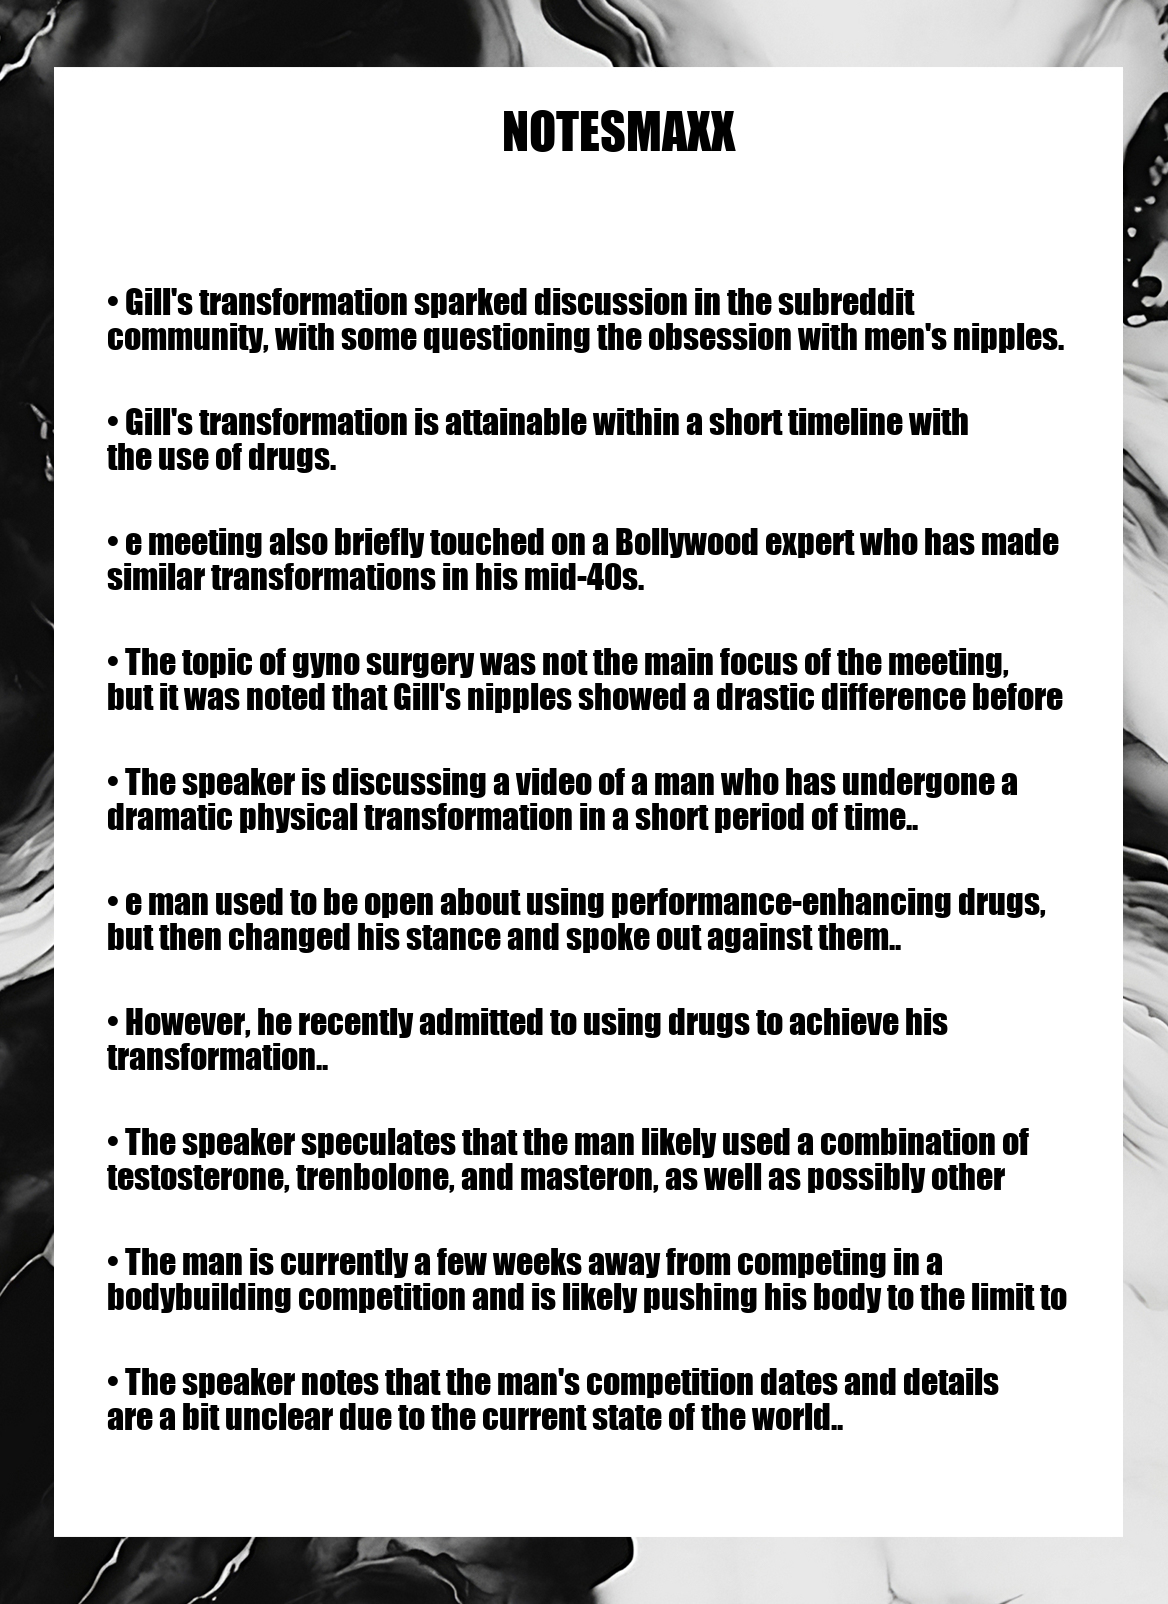 NOTESMAXX
• Gill's transformation sparked discussion in the subreddit
community, with some questioning the obsession with men's nipples.
• Gill's transformation is attainable within a short timeline with
the use of drugs.
• e meeting also briefly touched on a Bollywood expert who has made
similar transformations in his mid-40s.
• The topic of gyno surgery was not the main focus of the meeting,
but it was noted that Gill's nipples showed a drastic difference before
• The speaker is discussing a video of a man who has undergone a
dramatic physical transformation in a short period of time..
• e man used to be open about using performance-enhancing drugs,
but then changed his stance and spoke out against them..
• However, he recently admitted to using drugs to achieve his
transformation..
• The speaker speculates that the man likely used a combination of
testosterone, trenbolone, and masteron, as well as possibly other
• The man is currently a few weeks away from competing in a
bodybuilding competition and is likely pushing his body to the limit to
• The speaker notes that the man's competition dates and details
are a bit unclear due to the current state of the world..